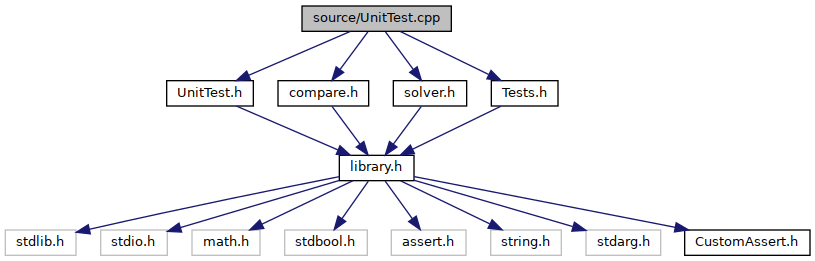 source/UnitTest.cpp
UnitTest.h
compare.h
solver.h
Tests.h
library.h
stdlib.h
stdio.h
math.h
stdbool.h
assert.h
string.h
stdarg.h
CustomAssert.h